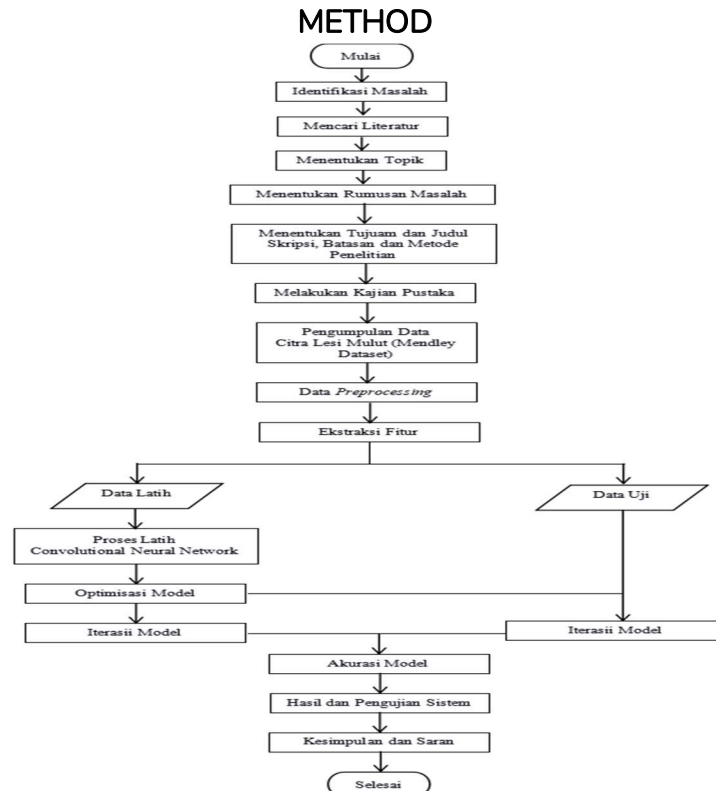 METHOD
Mulai
Identifikasi Masalah
Mencari Literatur
Menentukan Topik
Menentukan Rumusan Masalah
Menentukan Tujuam dan Judul
Skripsi, Batasan dan Metode
Penelitian
Melakukan Kajian Pustaka
Pengumpulan Data
Citra Lesi Mulut (Mendley
Dataset)
Data Preprocessing
Ekstraksi Fitur
Data Latih
Data Uji
Proses Latih
Convolutional Neural Network
Optimisasi Model
Iterasii Model
Iterasii Model
Akurasi Model
Hasil dan Pengujian Sistem
Kesimpulan dan Saran
Selesai